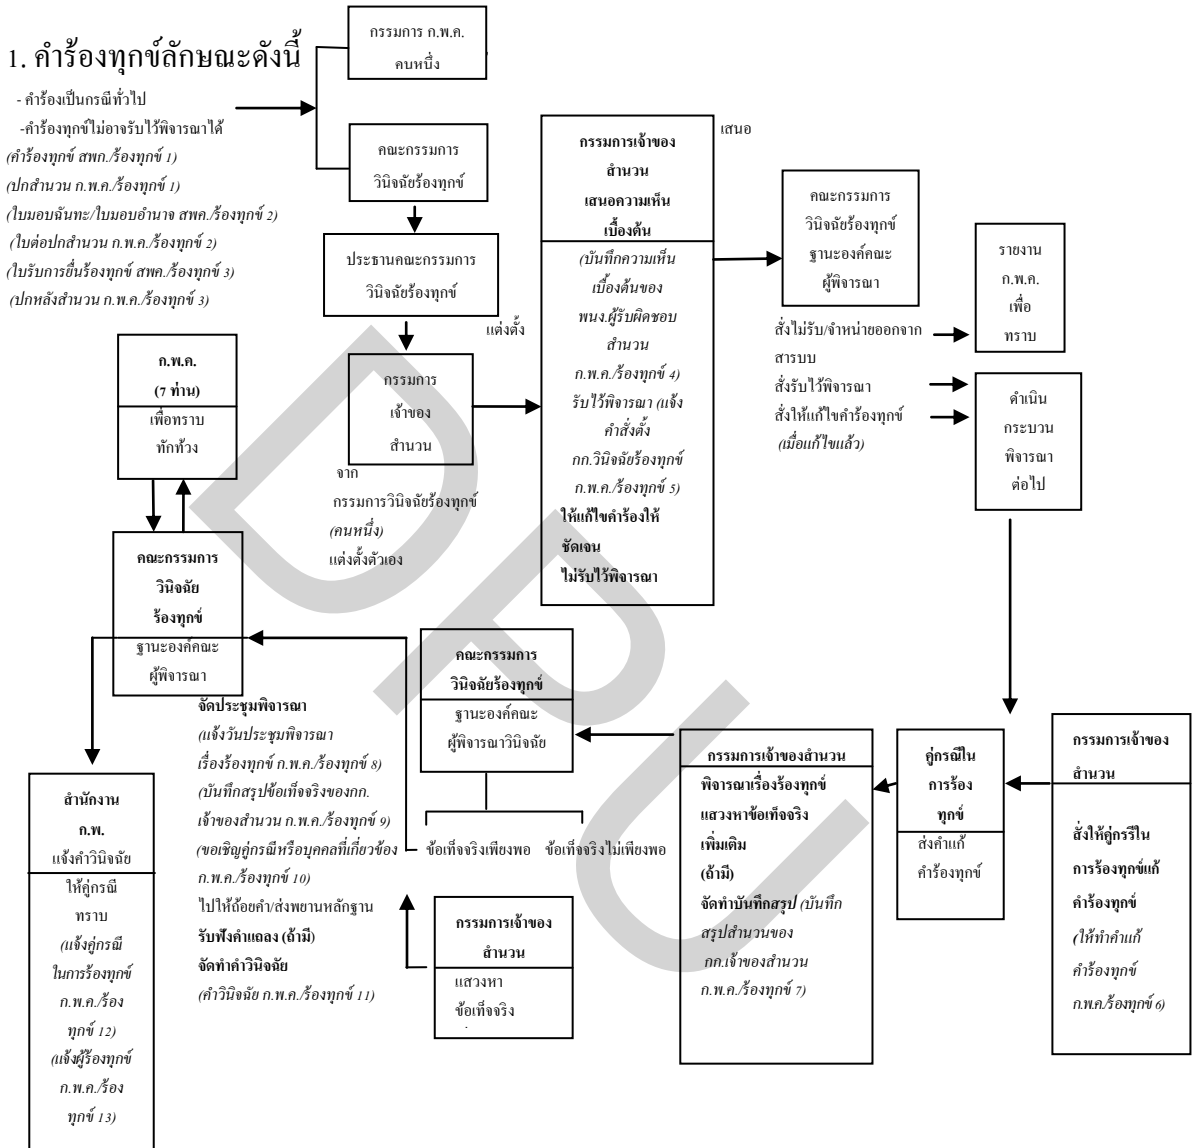 1. คำร้องทุกข์ลักษณะดังนี้
- คำร้องเป็นกรณีทั่วไป
-คำร้องทุกข์ไม่อาจรับไว้พิจารณาได้
(คำร้องทุกข์ สพก./ร้องทุกข์ 1)
(ปกสำนวน ก.พ.ค./ร้องทุกข์ 1)
(ใบมอบฉันทะ/ใบมอบอำนาจ สพค./ร้องทุกข์ 2)
(ใบต่อปกสำนวน ก.พ.ค./ร้องทุกข์ 2)
(ใบรับการยื่นร้องทุกข์ สพค./ร้องทุกข์ 3)
(ปกหลังสำนวน ก.พ.ค./ร้องทุกข์ 3)
กรรมการ ก.พ.ค.
คนหนึ่ง
คณะกรรมการ
วินิจฉัยร้องทุกข์
ประธานคณะกรรมการ
วินิจฉัยร้องทุกข์
แต่งตั้ง
กรรมการ
เจ้าของ
สำนวน
จาก
กรรมการวินิจฉัยร้องทุกข์
(คนหนึ่ง)
แต่งตั้งตัวเอง
กรรมการเจ้าของ
สำนวน
เสนอความเห็น
เบื้องต้น
(บันทึกความเห็น
เบื้องต้นของ
พนง.ผู้รับผิดชอบ
สำนวน
ก.พ.ค./ร้องทุกข์ 4)
รับไว้พิจารณา (แจ้ง
คำสั่งตั้ง
กก.วินิจฉัยร้องทุกข์
ก.พ.ค./ร้องทุกข์ 5)
ให้แก้ไขคำร้องให้
ชัดเจน
ไม่รับไว้พิจารณา
เสนอ
คณะกรรมการ
วินิจฉัยร้องทุกข์
ฐานะองค์คณะ
ผู้พิจารณา
สั่งไม่รับ/จำหน่ายออกจาก
สารบบ
สั่งรับไว้พิจารณา
สั่งให้แก้ไขคำร้องทุกข์
(เมื่อแก้ไขแล้ว)
รายงาน
ก.พ.ค.
เพื่อ
ทราบ
ดำเนิน
กระบวน
พิจารณา
ต่อไป
กรรมการเจ้าของ
สำนวน
สั่งให้คู่กรรีใน
การร้องทุกข์แก้
คำร้องทุกข์
(ให้ทำคำแก้
คำร้องทุกข์
ก.พ.ค/ร้องทุกข์ 6)
คู่กรณีใน
การร้อง
ทุกข์
ส่งคำแก้
คำร้องทุกข์
กรรมการเจ้าของสำนวน
พิจารณาเรื่องร้องทุกข์
แสวงหาข้อเท็จจริง
เพิ่มเติม
(ถ้ามี)
จัดทำบันทึกสรุป (บันทึก
สรุปสำนวนของ
กก.เจ้าของสำนวน
ก.พ.ค./ร้องทุกข์ 7)
คณะกรรมการ
วินิจฉัยร้องทุกข์
ฐานะองค์คณะ
ผู้พิจารณาวินิจฉัย
ข้อเท็จจริงเพียงพอ ข้อเท็จจริงไม่เพียงพอ
กรรมการเจ้าของ
สำนวน
แสวงหา
ข้อเท็จจริง
จัดประชุมพิจารณา
(แจ้งวันประชุมพิจารณา
เรื่องร้องทุกข์ ก.พ.ค./ร้องทุกข์ 8)
(บันทึกสรุปข้อเท็จจริงของกก.
เจ้าของสำนวน ก.พ.ค./ร้องทุกข์ 9)
(ขอเชิญคู่กรณีหรือบุคคลที่เกี่ยวข้อง
ก.พ.ค./ร้องทุกข์ 10)
ไปให้ถ้อยคำ/ส่งพยานหลักฐาน
รับฟังคำแถลง (ถ้ามี)
จัดทำคำวินิจฉัย
(คำวินิจฉัย ก.พ.ค./ร้องทุกข์ 11)
ก.พ.ค.
(7 ท่าน)
เพื่อทราบ
ทักท้วง
คณะกรรมการ
วินิจฉัย
ร้องทุกข์
ฐานะองค์คณะ
ผู้พิจารณา
สำนักงาน
ก.พ.
แจ้งคำวินิจฉัย
ให้คู่กรณี
ทราบ
(แจ้งคู่กรณี
ในการร้องทุกข์
ก.พ.ค./ร้อง
ทุกข์ 12)
(แจ้งผู้ร้องทุกข์
ก.พ.ค./ร้อง
ทุกข์ 13)
DPU